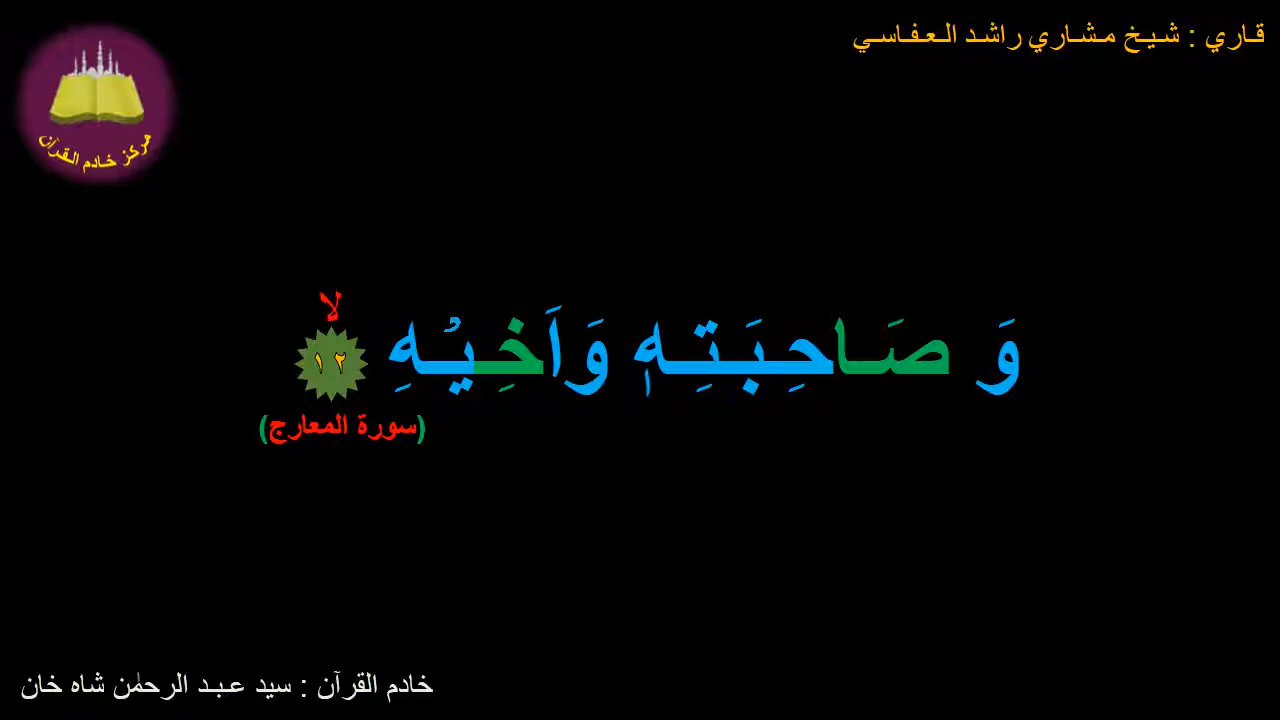 قاري : شيخ مشاري راشد العفاسي
مركز خادم القرآن
وَ صَاحِبَتِهٖ وَاَخِيْهِ ۙ ١٢
(سورة المعارج)
خادم القرآن : سيد عبد الرحمٰن شاه خان